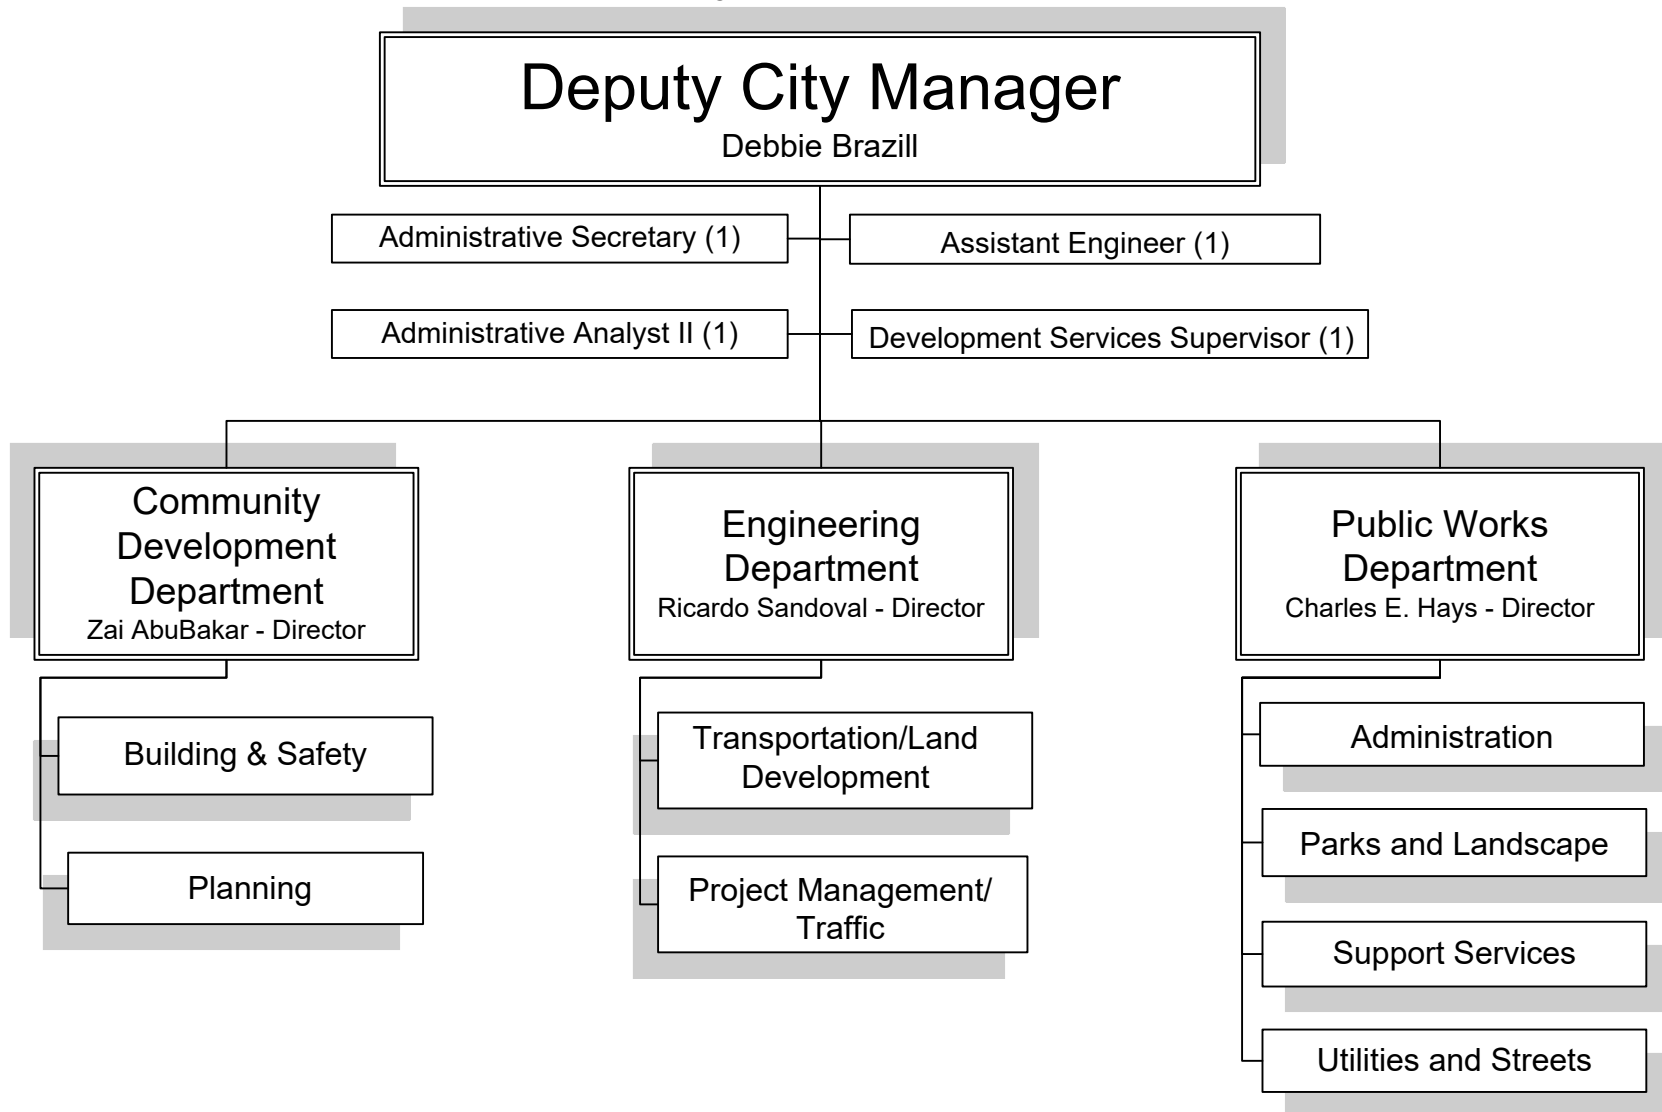 Deputy City Manager
Debbie Brazill
Administrative Secretary (1)
Assistant Engineer (1)
Administrative Analyst II (1)
Development Services Supervisor (1)
Community
Development
Department
Zai AbuBakar - Director
Engineering
Department
Ricardo Sandoval - Director
Public Works
Department
Charles E. Hays - Director
Building & Safety
Planning
Transportation/Land
Development
Project Management/
Traffic
Administration
Parks and Landscape
Support Services
Utilities and Streets